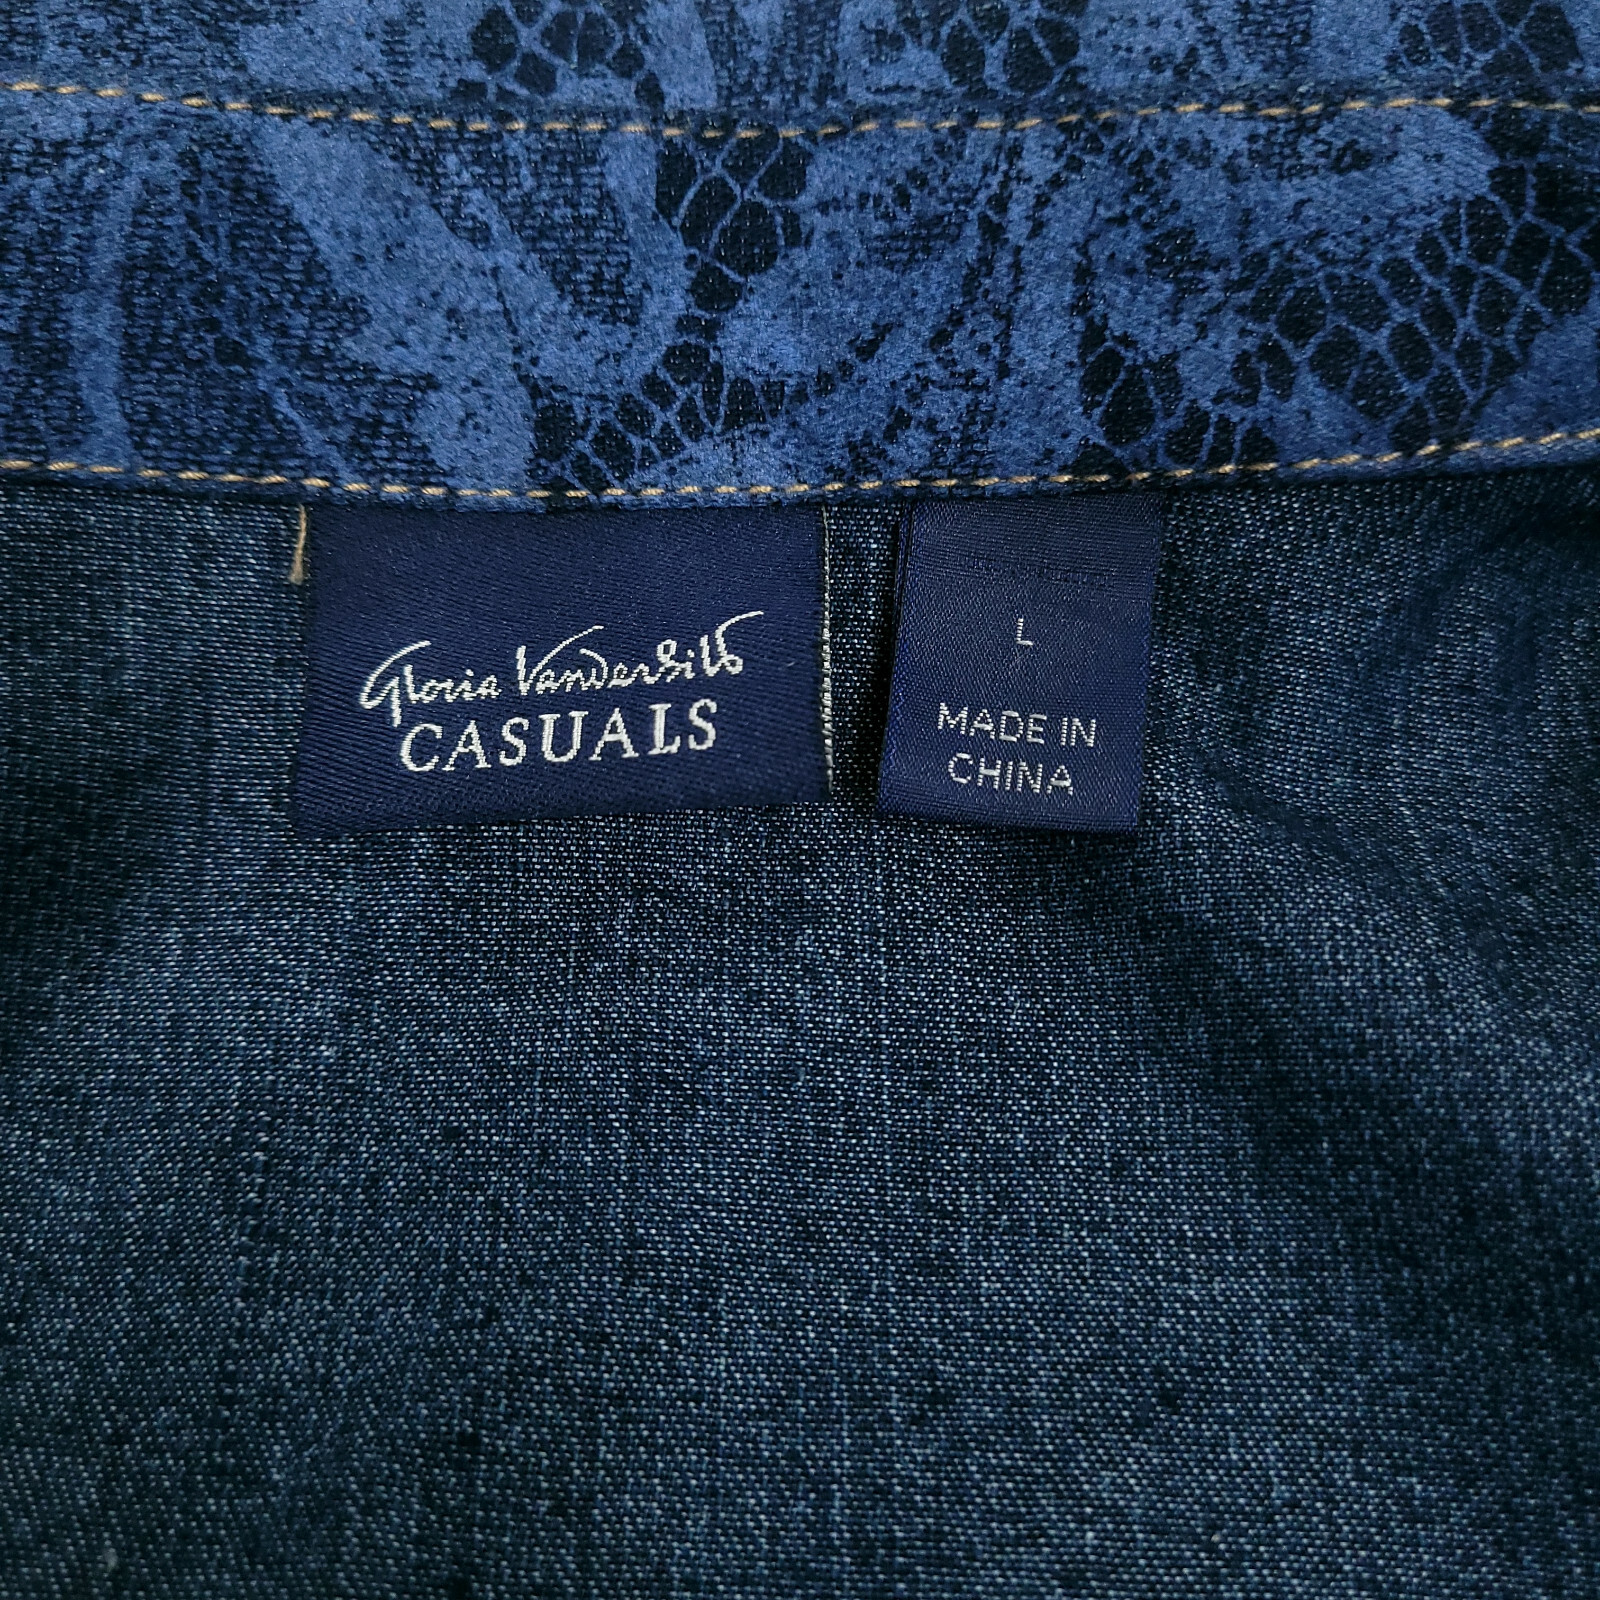 Gloria Vanderbilt
CASUALS
L
MADE IN
CHINA